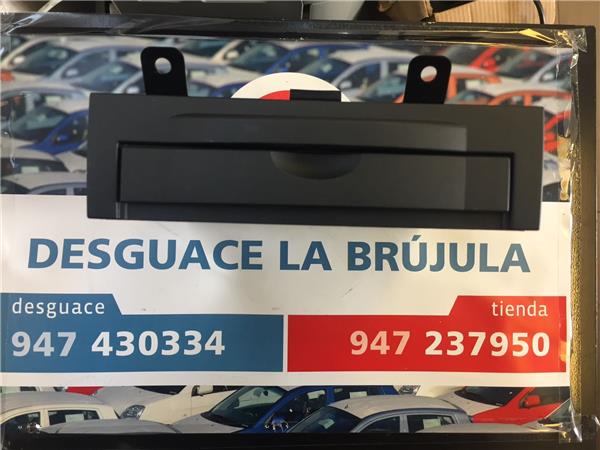 DESGUACE LA BRÚJULA
desguace
947 430334
tienda
947 237950